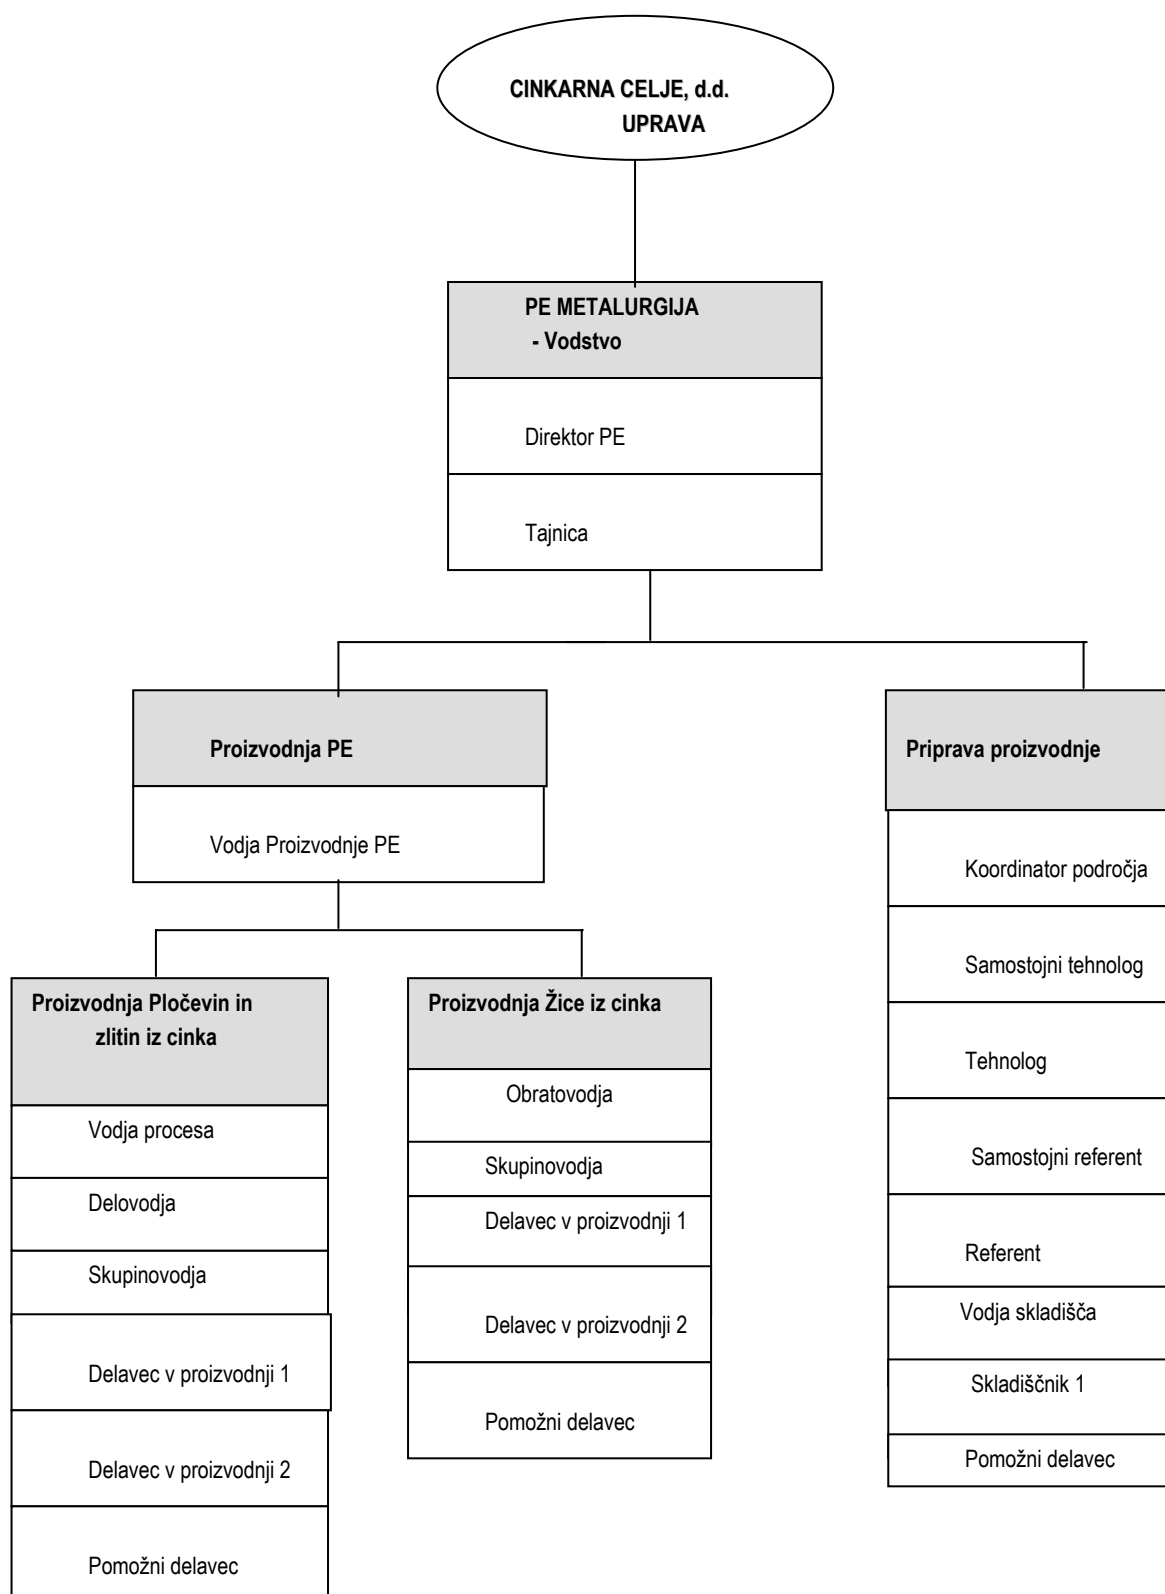 CINKARNA CELJE, d.d.
UPRAVA
PE METALURGIJA
- Vodstvo
Direktor PE
Tajnica
Proizvodnja PE
Vodja Proizvodnje PE
Proizvodnja Pločevin in
zlitin iz cinka
Vodja procesa
Delovodja
Skupinovodja
Delavec v proizvodnji 1
Delavec v proizvodnji 2
Pomožni delavec
Proizvodnja Žice iz cinka
Obratovodja
Skupinovodja
Delavec v proizvodnji 1
Delavec v proizvodnji 2
Pomožni delavec
Priprava proizvodnje
Koordinator področja
Samostojni tehnolog
Tehnolog
Samostojni referent
Referent
Vodja skladišča
Skladiščnik 1
Pomožni delavec